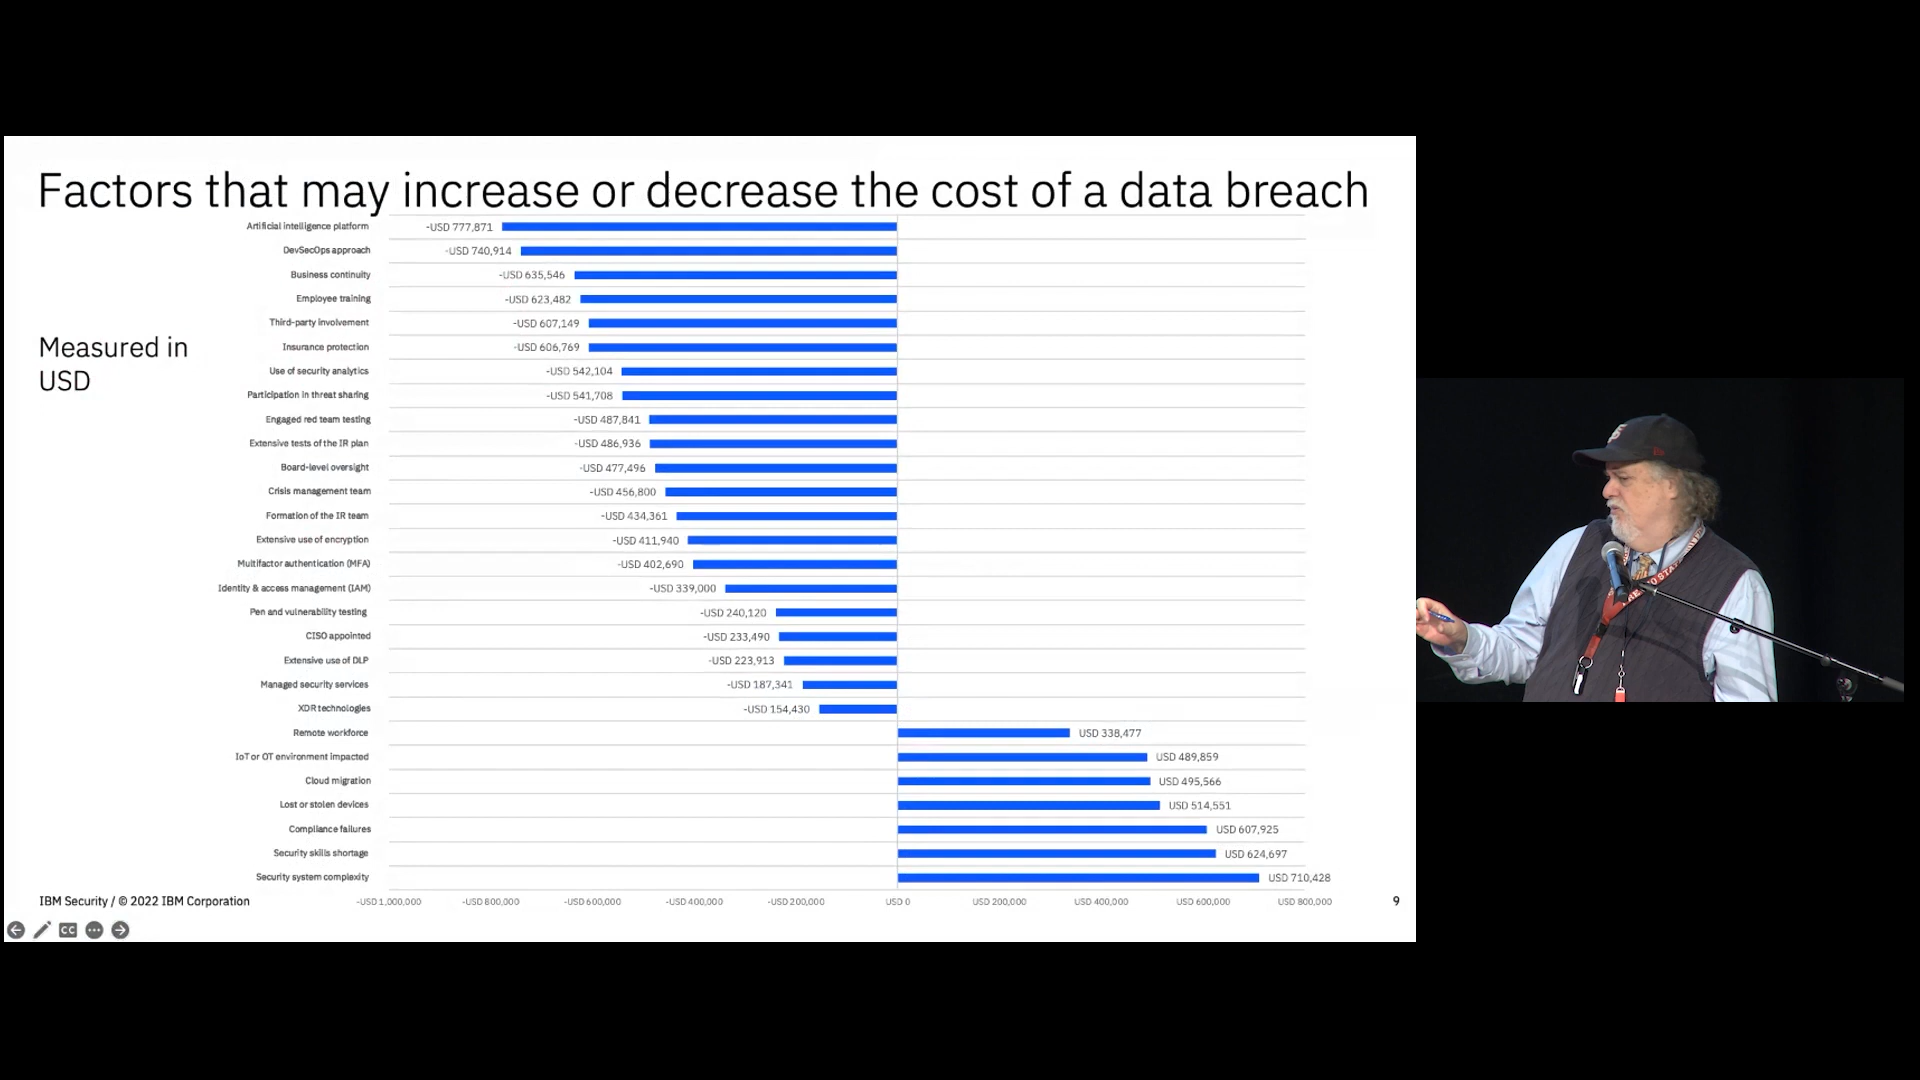 Factors that may increase or decrease the cost of a data breach
Measured in
USD
Artificial intelligence platform -USD 777,871
DevSecOps approach -USD 740,914
Business continuity -USD 635,546
Employee training -USD 623,482
Third-party involvement -USD 607,149
Insurance protection -USD 606,769
Use of security analytics -USD 542,104
Participation in threat sharing -USD 541,708
Engaged red team testing -USD 487,841
Extensive tests of the IR plan -USD 486,936
Board-level oversight -USD 477,496
Crisis management team -USD 456,800
Formation of the IR team -USD 434,361
Extensive use of encryption -USD 411,940
Multifactor authentication (MFA) -USD 402,690
Identity & access management (IAM) -USD 339,000
Pen and vulnerability testing -USD 240,120
CISO appointed -USD 233,490
Extensive use of DLP -USD 223,913
Managed security services -USD 187,341
XDR technologies -USD 154,430
Remote workforce USD 338,477
IoT or OT environment impacted USD 489,859
Cloud migration USD 495,566
Lost or stolen devices USD 514,551
Compliance failures USD 607,925
Security skills shortage USD 624,697
Security system complexity USD 710,428
-USD 1,000,000 -USD 800,000 -USD 600,000 -USD 400,000 -USD 200,000 USD 0 USD 200,000 USD 400,000 USD 600,000 USD 800,000
IBM Security / © 2022 IBM Corporation
9
CC